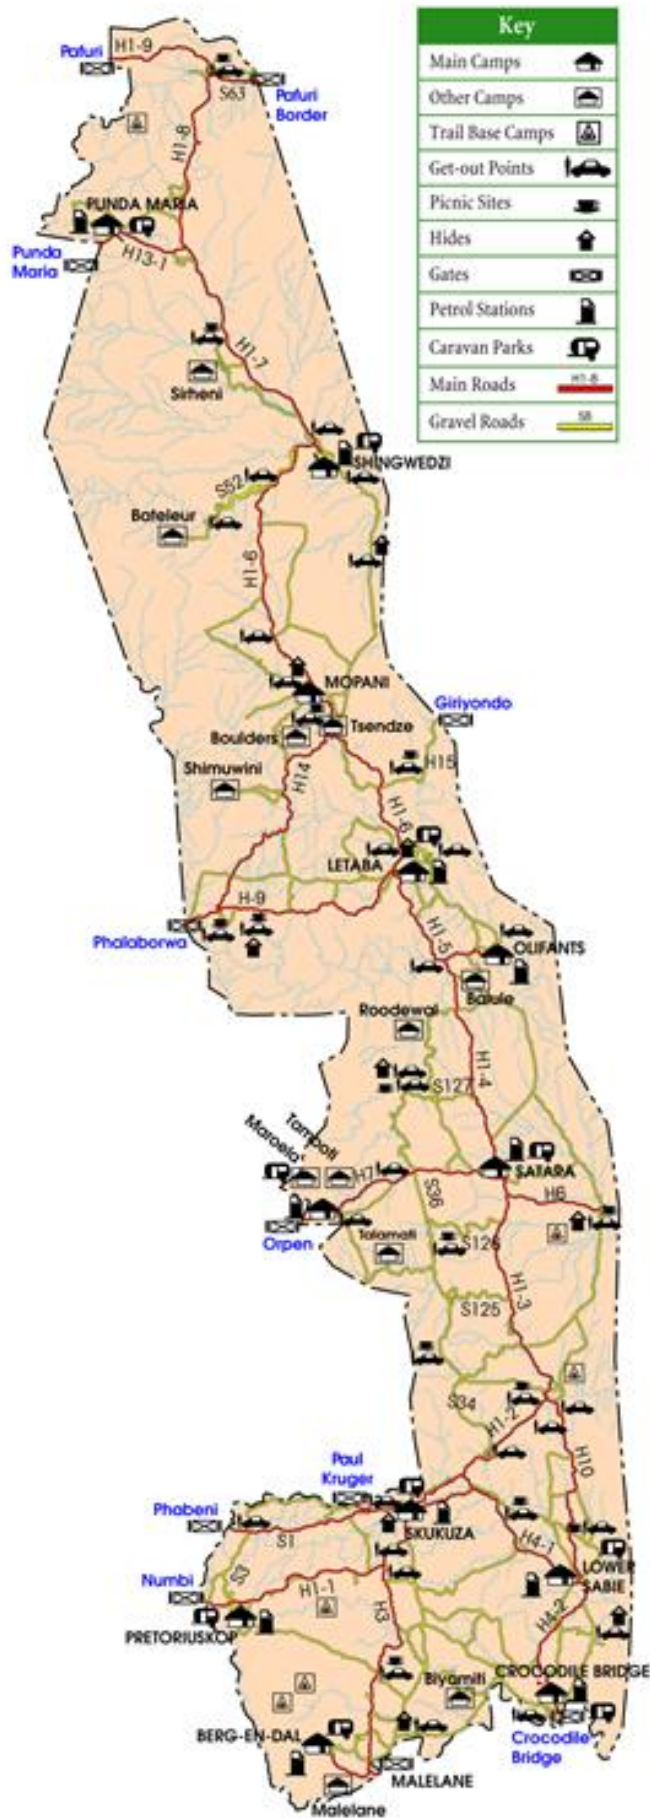 Key
Main Camps
Other Camps
Trail Base Camps
Get-out Points
Picnic Sites
Hides
Gates
Petrol Stations
Caravan Parks
Main Roads H1-8
Gravel Roads S8
Pafuri
H1-9
S63
Pafuri
Border
H1-8
PUNDA MARIA
Punda
Maria
H13-1
H1-7
Sirheni
SHINGWEDZI
S52
Bateleur
H1-6
MOPANI
Giriyondo
Tsendze
Boulders
Shimuwini
H14
H15
H1-6
LETABA
H-9
Phalaborwa
H1-5
OLIFANTS
Balule
Roodewal
H1-4
S127
Tamboti
Maroela
H7
SATARA
S36
H6
Orpen
Talamati
S126
H1-3
S125
S34
H1-2
H10
Paul
Kruger
Phabeni
SKUKUZA
S1
H4-1
LOWER
SABIE
S3
Numbi
H1-1
H3
H4-2
PRETORIUSKOP
Biyamiti
CROCODILE BRIDGE
BERG-EN-DAL
Crocodile
Bridge
MALELANE
Malelane